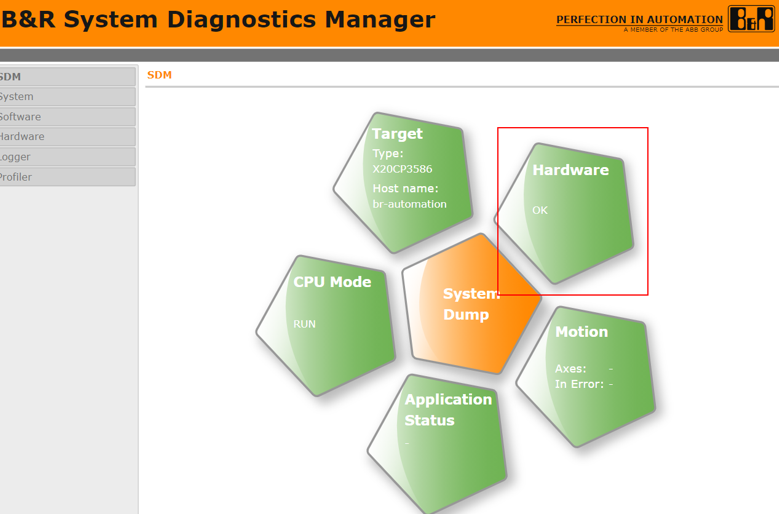 B&R System Diagnostics Manager
PERFECTION IN AUTOMATION
A MEMBER OF THE ABB GROUP
B&R
SDM
System
Software
Hardware
Logger
Profiler
SDM
Target
Type:
X20CP3586
Host name:
br-automation
Hardware
OK
CPU Mode
RUN
System
Dump
Motion
Axes: -
In Error: -
Application
Status
-